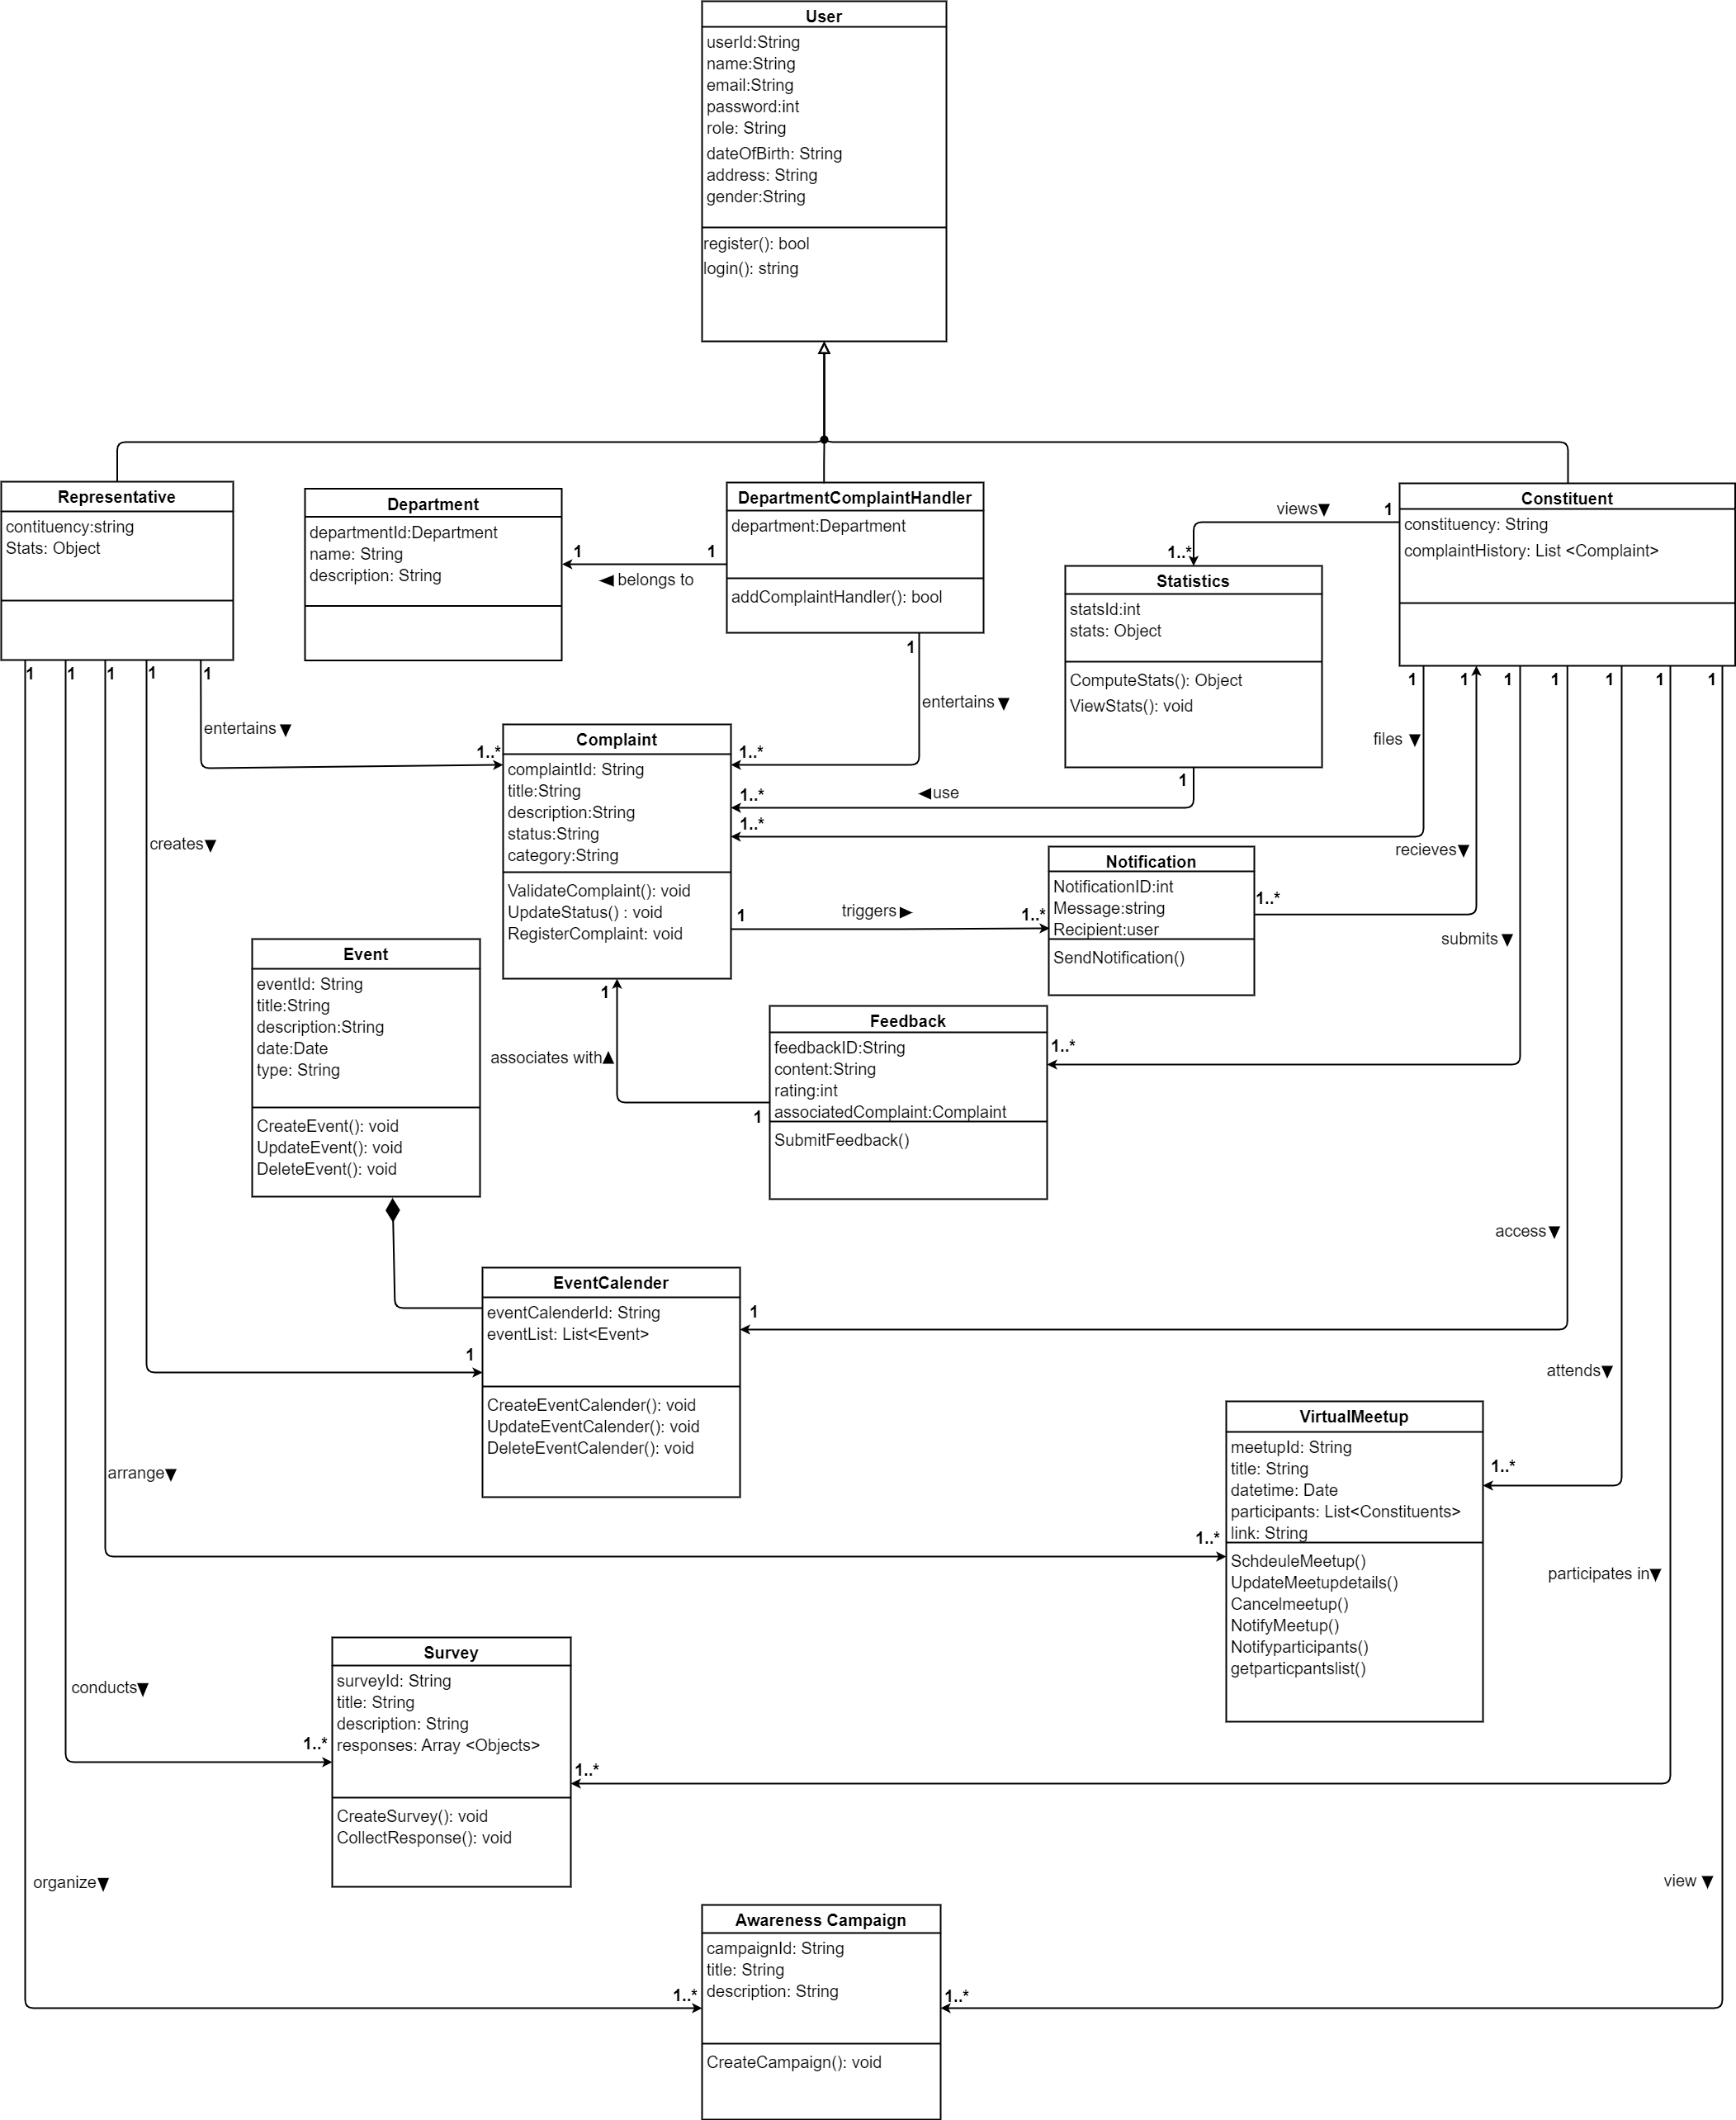 User
userId:String
name:String
email:String
password:int
role: String
dateOfBirth: String
address: String
gender:String
register(): bool
login(): string
Representative
contituency:string
Stats: Object
Department
departmentId:Department
name: String
description: String
DepartmentComplaintHandler
department:Department
addComplaintHandler(): bool
1
1
◀ belongs to
views▼
1
1..*
Statistics
statsId:int
stats: Object
ComputeStats(): Object
ViewStats(): void
Constituent
constituency: String
complaintHistory: List <Complaint>
1
1
1
1
1
1
1
1
1
1
1
1
1
entertains ▼
1..*
entertains ▼
1..*
Complaint
complaintId: String
title:String
description:String
status:String
category:String
ValidateComplaint(): void
UpdateStatus() : void
RegisterComplaint: void
1
◀use
1..*
files ▼
1..*
creates▼
recieves▼
Notification
NotificationID:int
Message:string
Recipient:user
SendNotification()
1..*
1
triggers▶
1..*
submits ▼
Event
eventId: String
title:String
description:String
date:Date
type: String
CreateEvent(): void
UpdateEvent(): void
DeleteEvent(): void
1
associates with▲
1
Feedback
feedbackID:String
content:String
rating:int
associatedComplaint:Complaint
SubmitFeedback()
1..*
access▼
EventCalender
eventCalenderId: String
eventList: List<Event>
CreateEventCalender(): void
UpdateEventCalender(): void
DeleteEventCalender(): void
1
1
attends▼
VirtualMeetup
meetupId: String
title: String
datetime: Date
participants: List<Constituents>
link: String
SchdeuleMeetup()
UpdateMeetupdetails()
Cancelmeetup()
NotifyMeetup()
Notifyparticipants()
getparticpantslist()
1..*
arrange▼
1..*
participates in▼
Survey
surveyId: String
title: String
description: String
responses: Array <Objects>
CreateSurvey(): void
CollectResponse(): void
conducts▼
1..*
1..*
organize▼
view ▼
Awareness Campaign
campaignId: String
title: String
description: String
CreateCampaign(): void
1..*
1..*